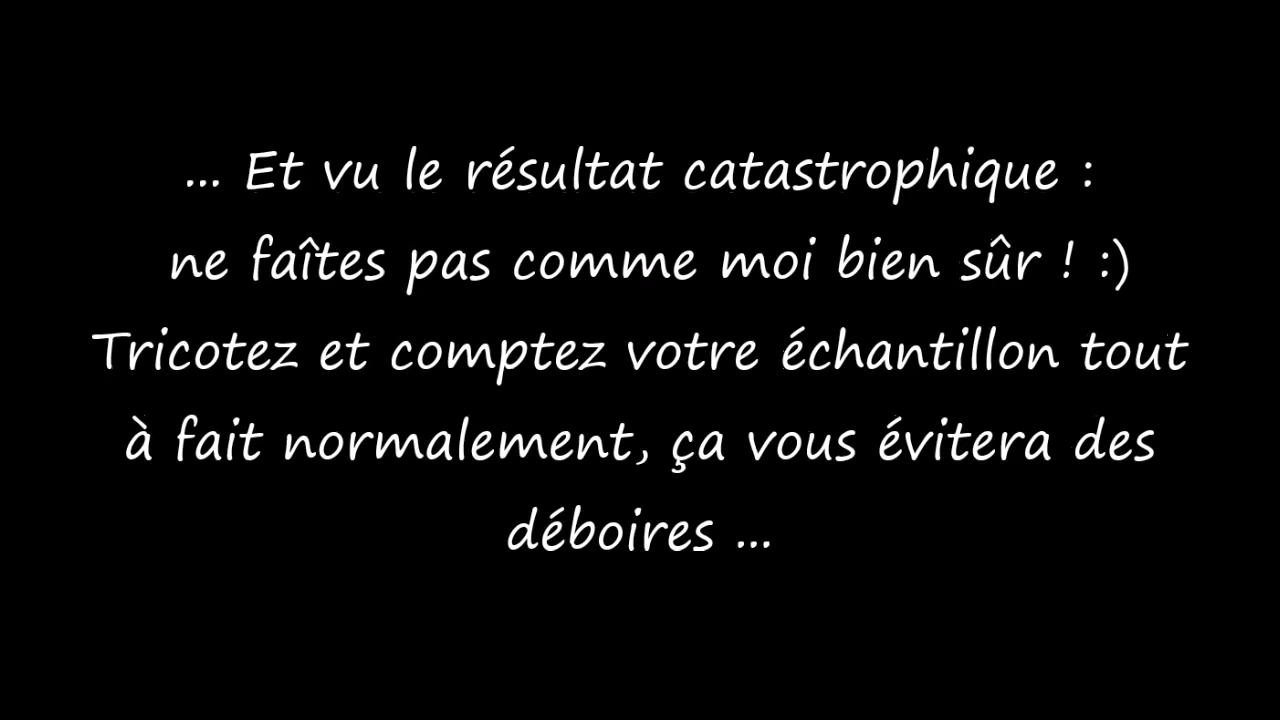 ... Et vu le résultat catastrophique :
ne faîtes pas comme moi bien sûr ! :)
Tricotez et comptez votre échantillon tout
à fait normalement, ça vous évitera des
déboires ...